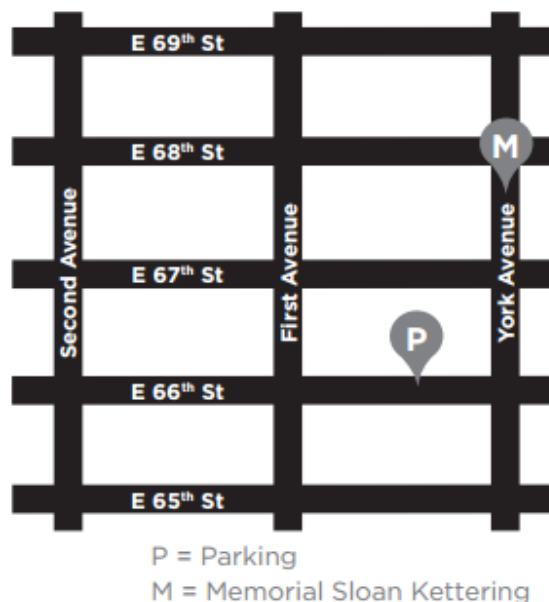 E 69th St
E 68th St
M
Second Avenue
First Avenue
York Avenue
E 67th St
P
E 66th St
E 65th St
P = Parking
M = Memorial Sloan Kettering